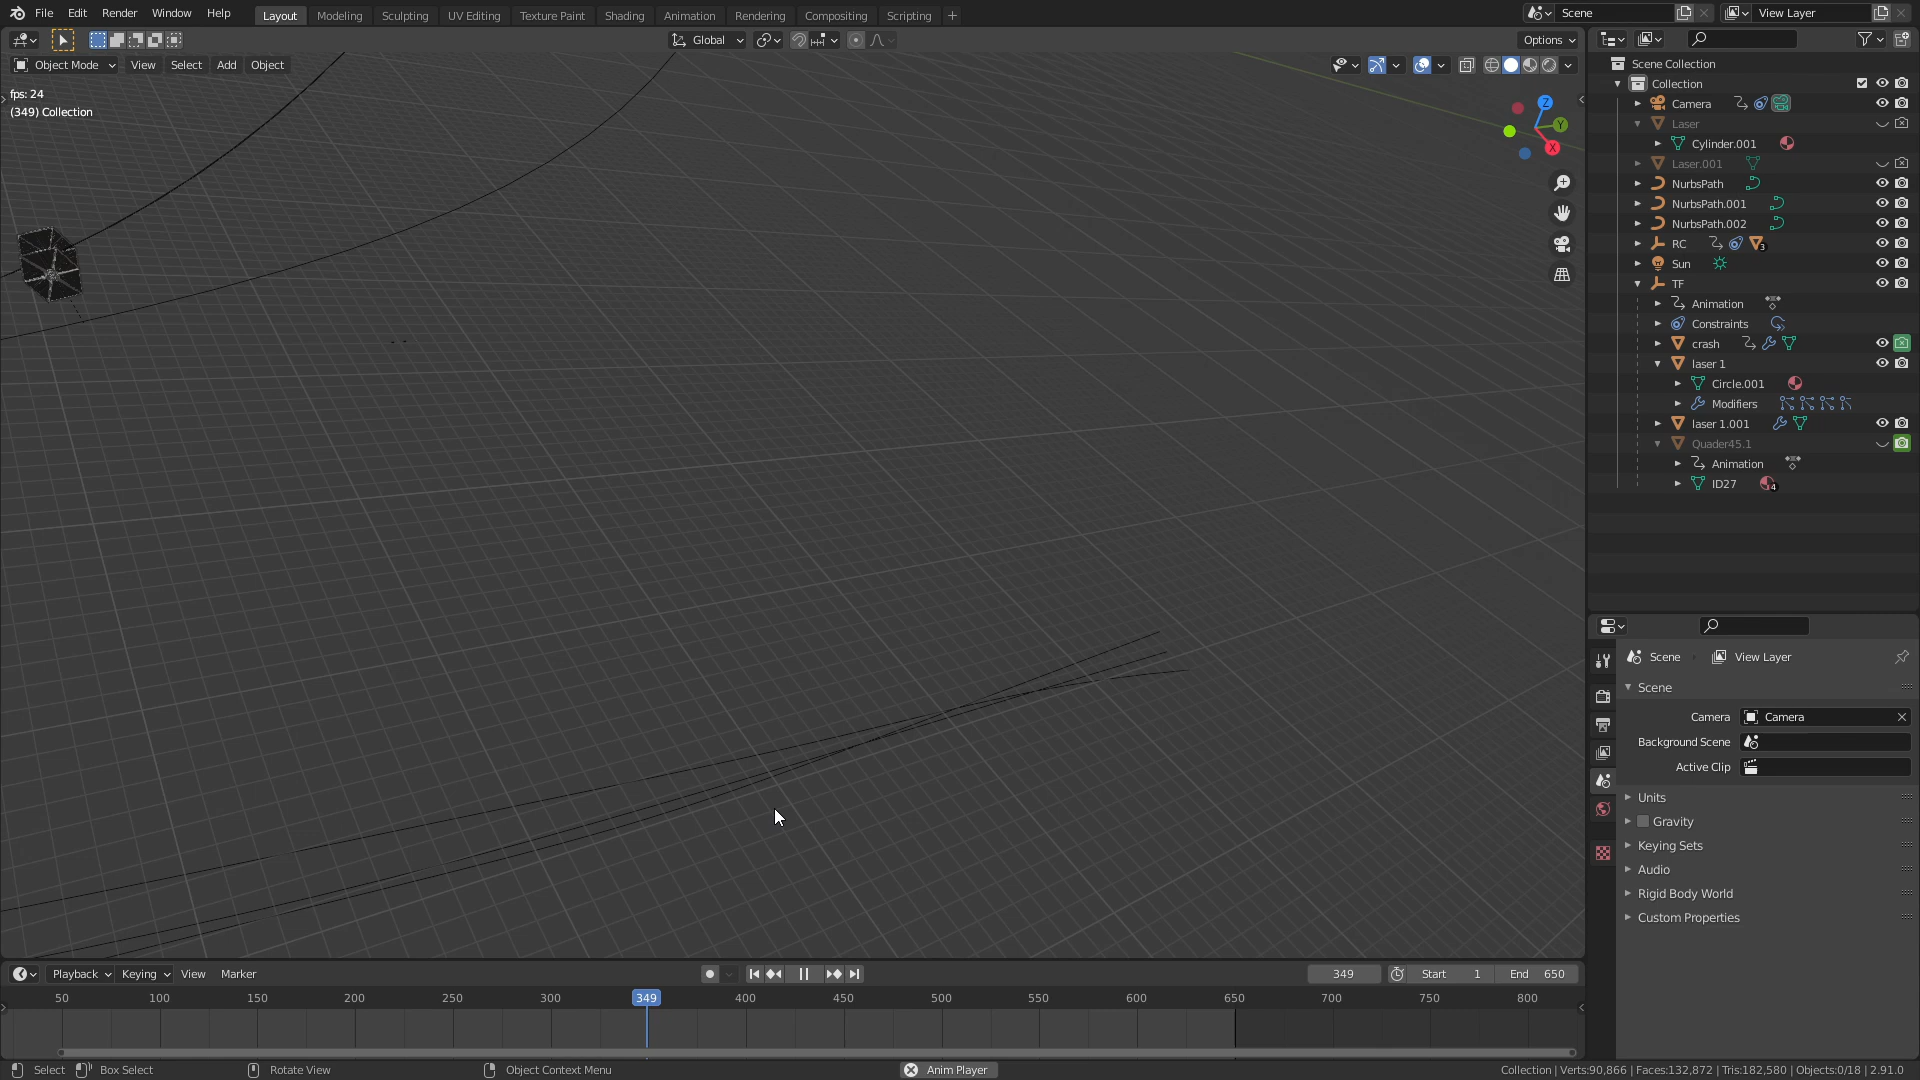 File Edit Render Window Help Layout Modeling Sculpting UV Editing Texture Paint Shading Animation Rendering Compositing Scripting + Scene View Layer
Global Options
Object Mode View Select Add Object
fps: 24
(349) Collection
Z
Y
X
Scene Collection
Collection
Camera
Laser
Cylinder.001
Laser.001
NurbsPath
NurbsPath.001
NurbsPath.002
RC 3
Sun
TF
Animation
Constraints
crash
laser 1
Circle.001
Modifiers
laser 1.001
Quader45.1
Animation
ID27 4
Scene View Layer
Scene
Camera Camera
Background Scene
Active Clip
Units
Gravity
Keying Sets
Audio
Rigid Body World
Custom Properties
Playback Keying View Marker 349 Start 1 End 650
50 100 150 200 250 300 349 400 450 500 550 600 650 700 750 800
Select Box Select Rotate View Object Context Menu Anim Player Collection | Verts:90,866 | Faces:132,872 | Tris:182,580 | Objects:0/18 | 2.91.0